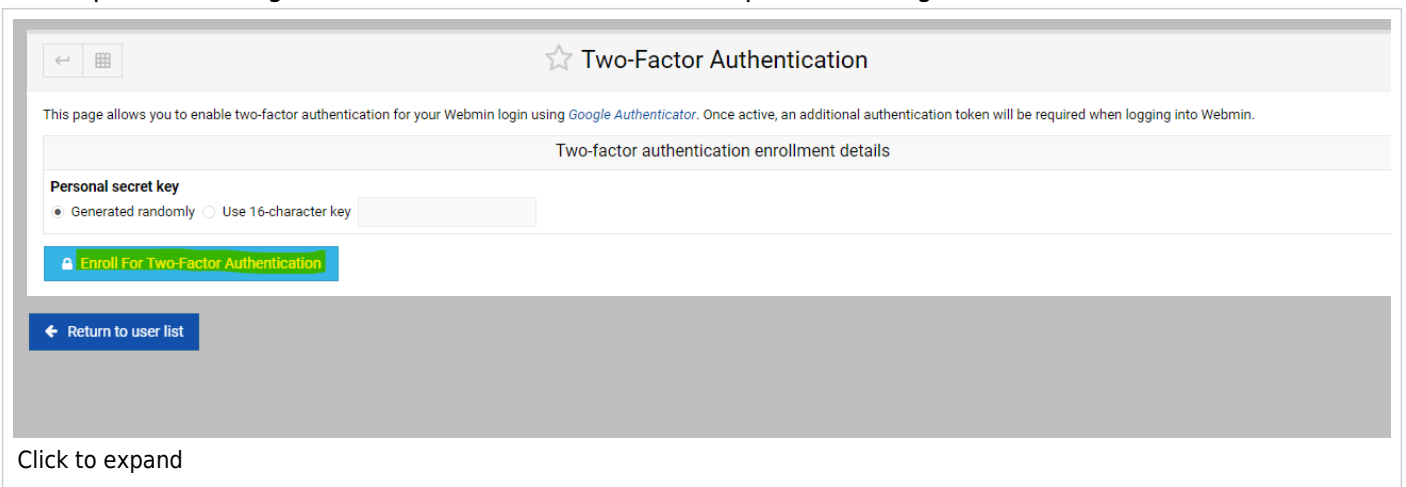 Two-Factor Authentication
This page allows you to enable two-factor authentication for your Webmin login using Google Authenticator. Once active, an additional authentication token will be required when logging into Webmin.
Two-factor authentication enrollment details
Personal secret key
Generated randomly Use 16-character key
Enroll For Two-Factor Authentication
Return to user list
Click to expand